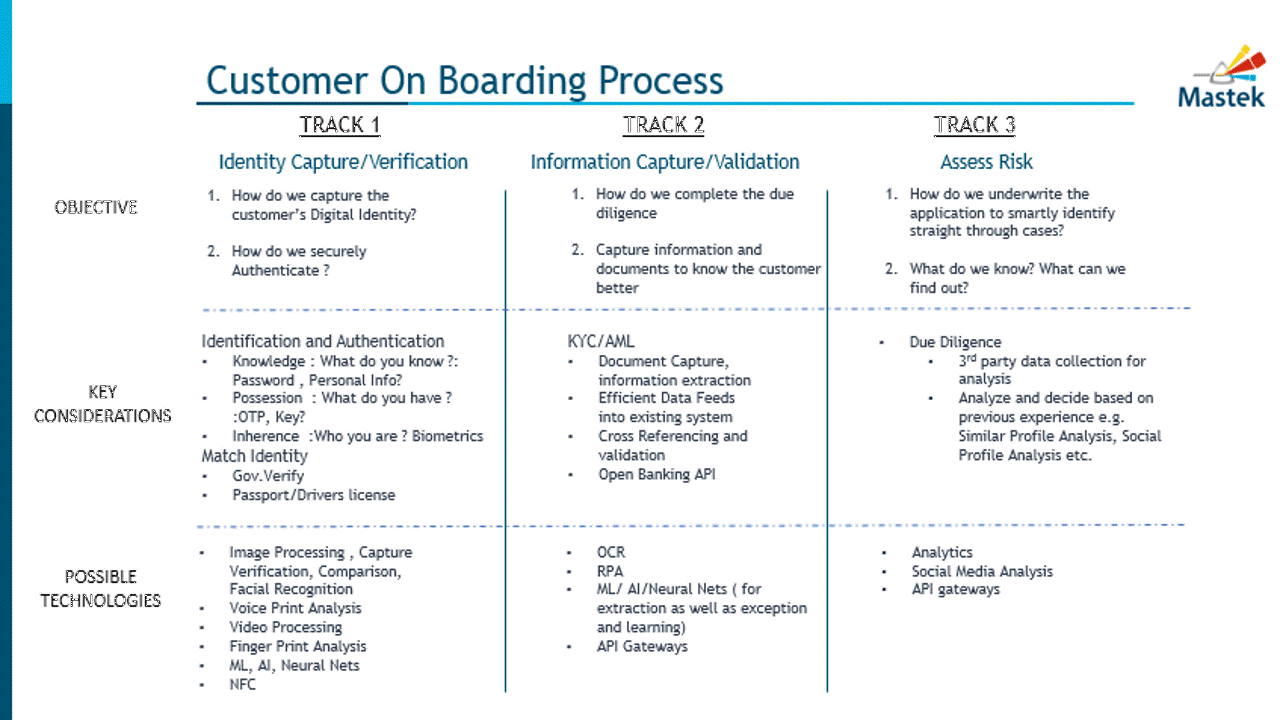 Customer On Boarding Process
Mastek
TRACK 1
TRACK 2
TRACK 3
Identity Capture/Verification
Information Capture/Validation
Assess Risk
OBJECTIVE
1. How do we capture the
customer's Digital Identity?
2. How do we securely
Authenticate ?
1. How do we complete the due
diligence
2. Capture information and
documents to know the customer
better
1. How do we underwrite the
application to smartly identify
straight through cases?
2. What do we know? What can we
find out?
KEY
CONSIDERATIONS
Identification and Authentication
• Knowledge : What do you know ?:
Password , Personal Info?
• Possession : What do you have ?
:OTP, Key?
• Inherence :Who you are ? Biometrics
Match Identity
• Gov.Verify
• Passport/Drivers license
KYC/AML
• Document Capture,
information extraction
• Efficient Data Feeds
into existing system
• Cross Referencing and
validation
• Open Banking API
• Due Diligence
• 3rd party data collection for
analysis
• Analyze and decide based on
previous experience e.g.
Similar Profile Analysis, Social
Profile Analysis etc.
POSSIBLE
TECHNOLOGIES
• Image Processing , Capture
Verification, Comparison,
Facial Recognition
• Voice Print Analysis
• Video Processing
• Finger Print Analysis
• ML, AI, Neural Nets
• NFC
• OCR
• RPA
• ML/ AI/Neural Nets ( for
extraction as well as exception
and learning)
• API Gateways
• Analytics
• Social Media Analysis
• API gateways